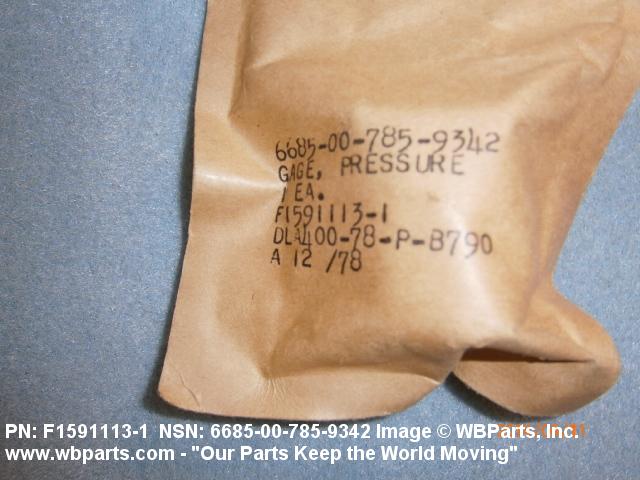 6685-00-785-9342
GAGE, PRESSURE
1 EA.
F1591113-1
DLA400-78-P-B790
A 12 /78
PN: F1591113-1 NSN: 6685-00-785-9342 Image © WBParts, Inc.
www.wbparts.com - "Our Parts Keep the World Moving"